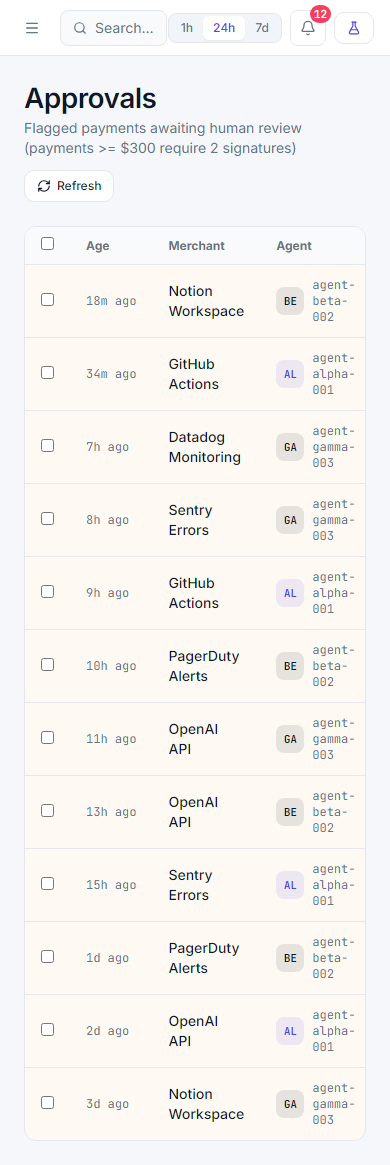 Search...
1h 24h 7d
12
Approvals
Flagged payments awaiting human review
(payments >= $300 require 2 signatures)
Refresh
Age Merchant Agent
18m ago Notion Workspace BE agent-beta-002
34m ago GitHub Actions AL agent-alpha-001
7h ago Datadog Monitoring GA agent-gamma-003
8h ago Sentry Errors GA agent-gamma-003
9h ago GitHub Actions AL agent-alpha-001
10h ago PagerDuty Alerts BE agent-beta-002
11h ago OpenAI API GA agent-gamma-003
13h ago OpenAI API BE agent-beta-002
15h ago Sentry Errors AL agent-alpha-001
1d ago PagerDuty Alerts BE agent-beta-002
2d ago OpenAI API AL agent-alpha-001
3d ago Notion Workspace GA agent-gamma-003